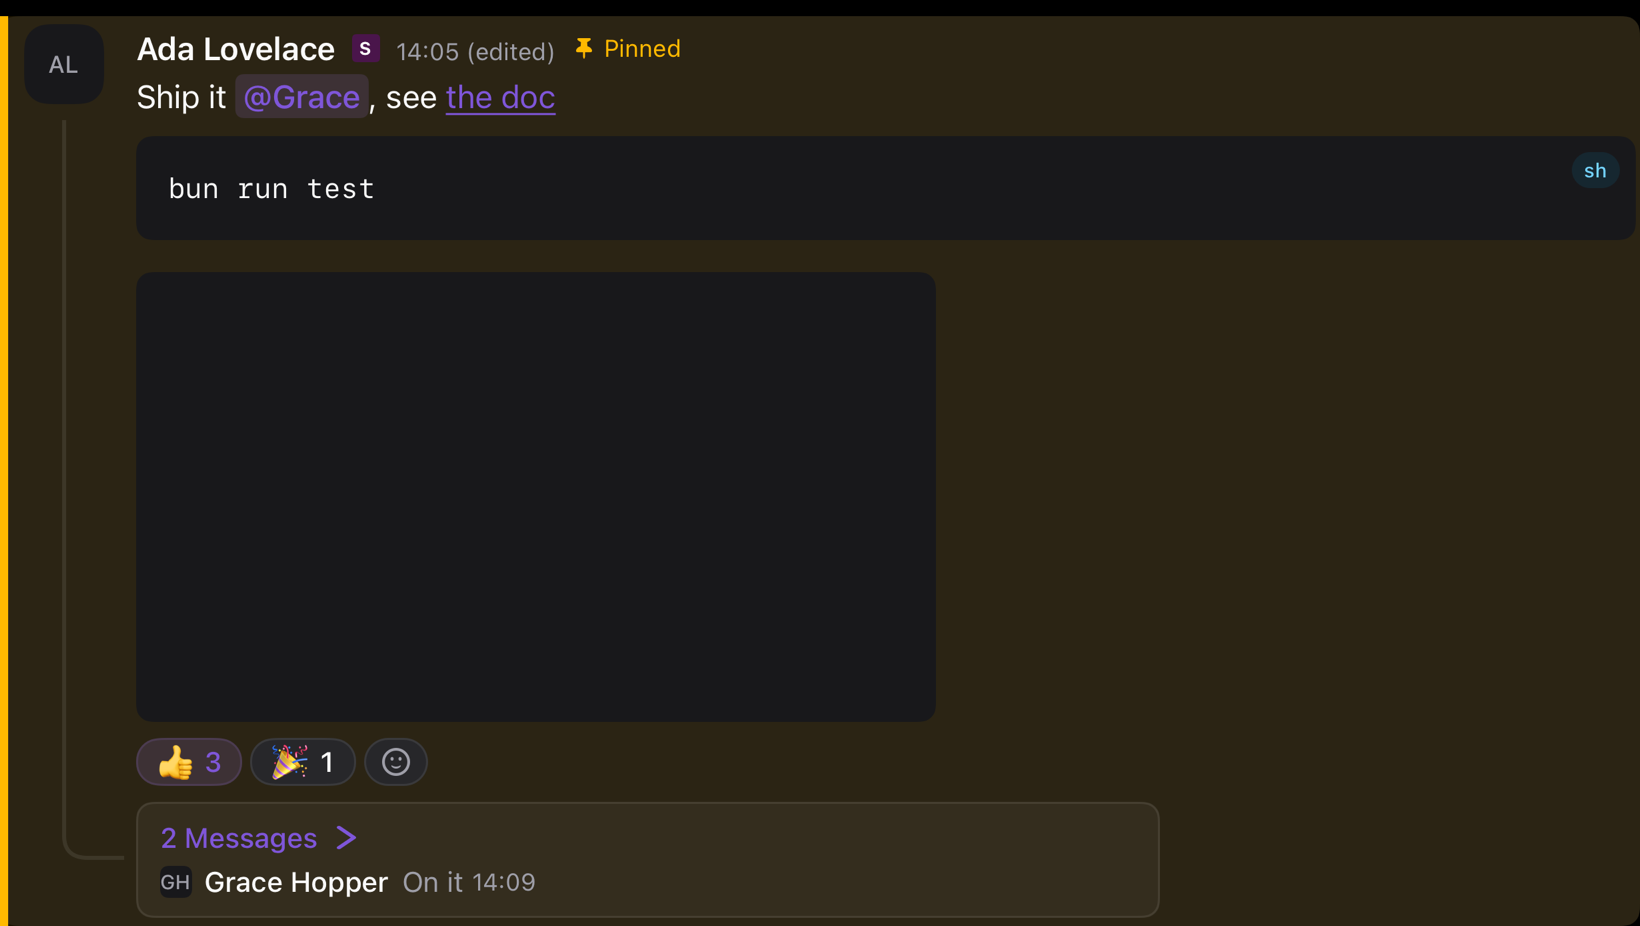 AL
Ada Lovelace S 14:05 (edited) Pinned
Ship it @Grace, see the doc
sh
bun run test
👍 3 🎉 1
2 Messages >
GH Grace Hopper On it 14:09